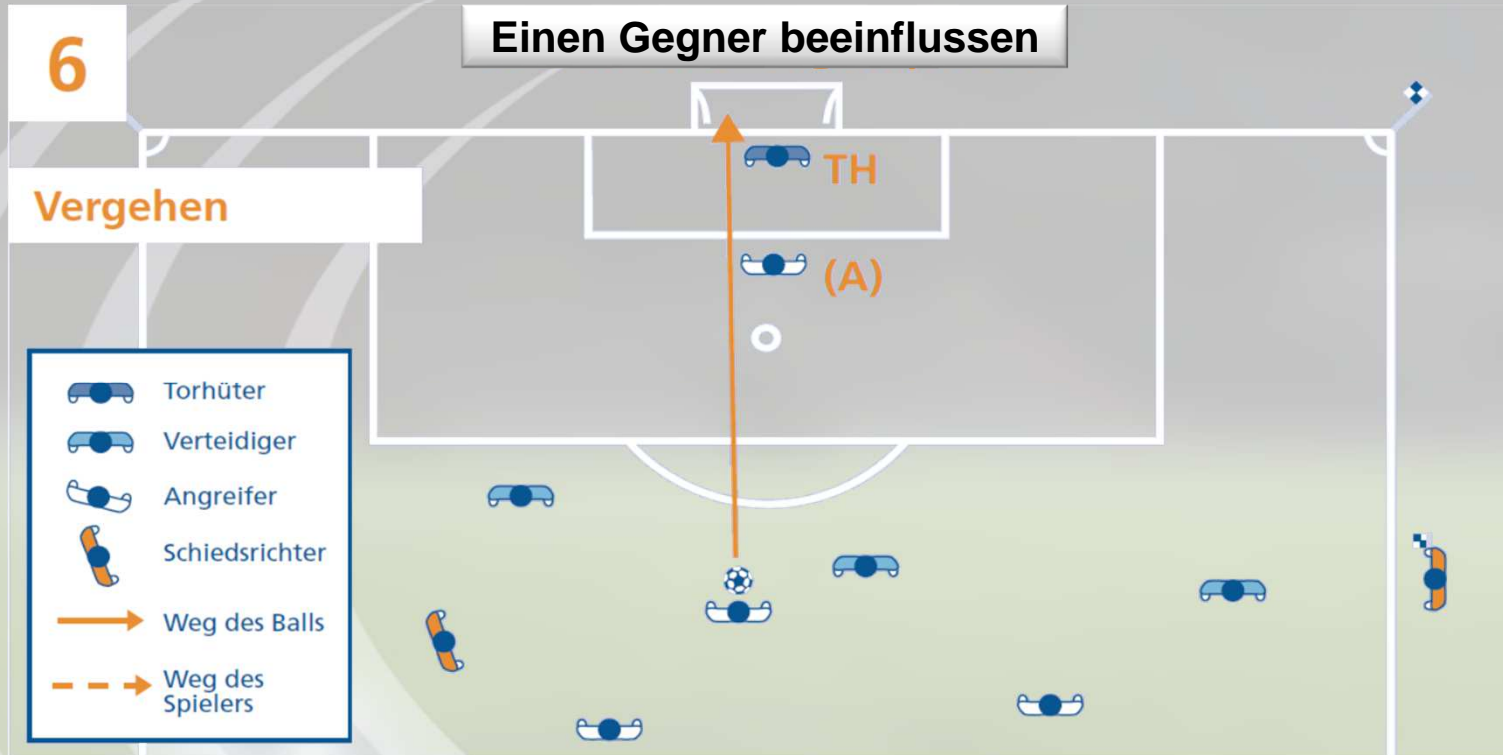 6
Einen Gegner beeinflussen
TH
Vergehen
(A)
Torhüter
Verteidiger
Angreifer
Schiedsrichter
Weg des Balls
Weg des
Spielers